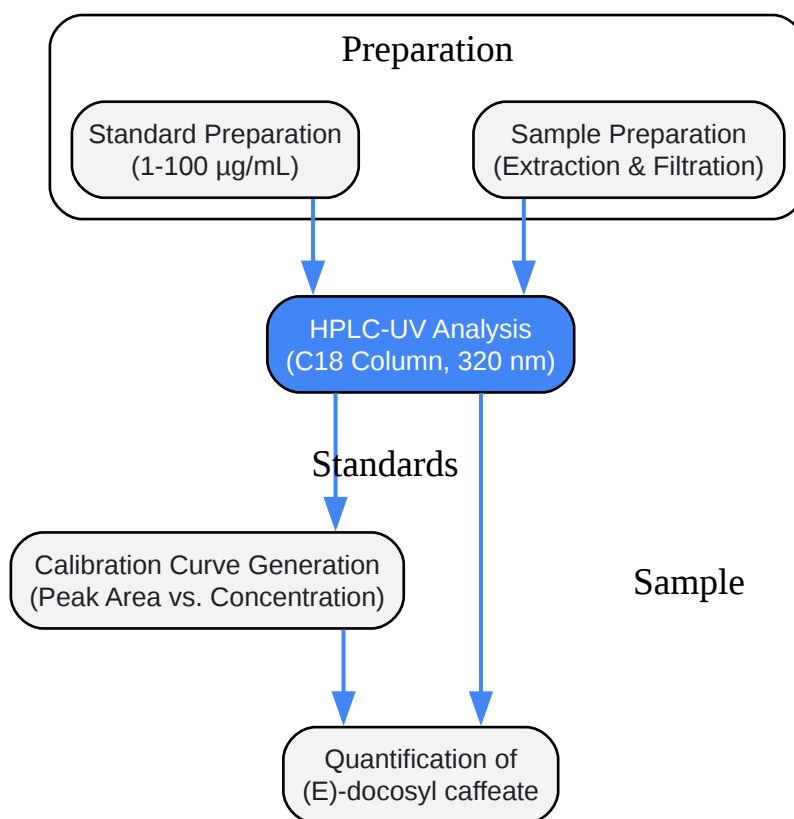 Preparation
Standard Preparation
(1-100 µg/mL)
Sample Preparation
(Extraction & Filtration)
HPLC-UV Analysis
(C18 Column, 320 nm)
Standards
Calibration Curve Generation
(Peak Area vs. Concentration)
Sample
Quantification of
(E)-docosyl caffeate